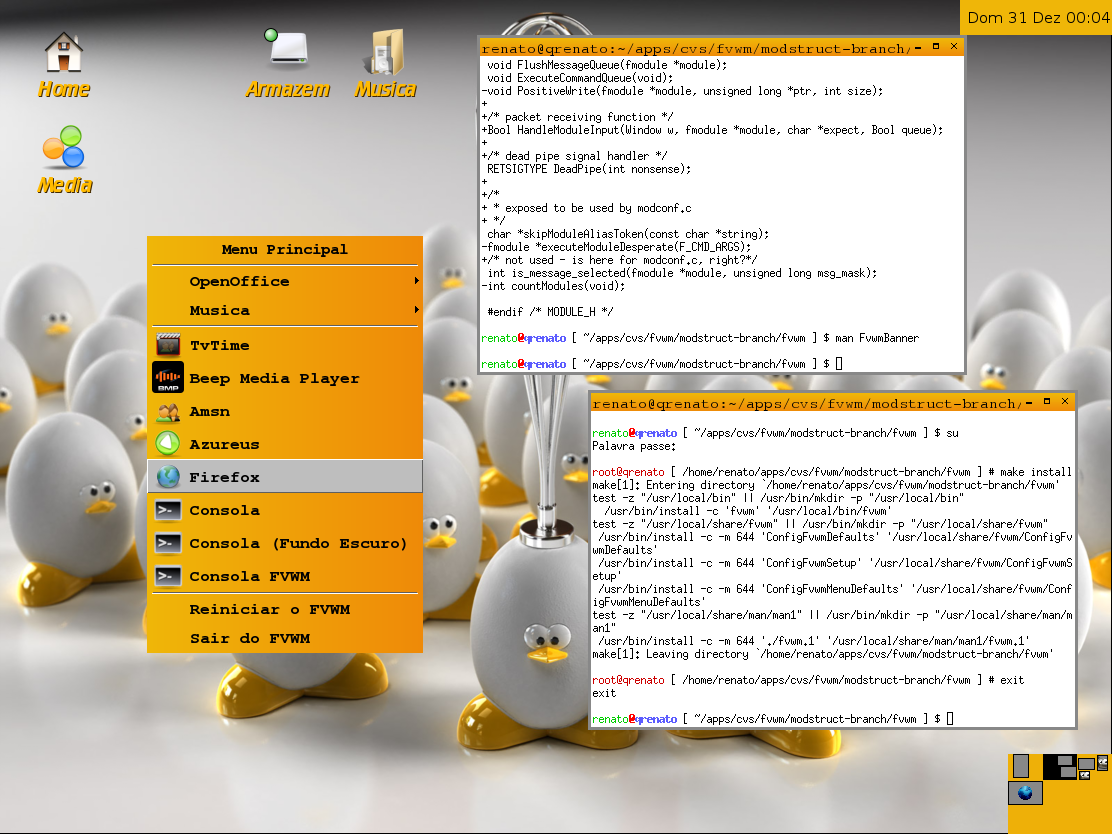 Dom 31 Dez 00:04
Home
Armazem
Musica
Media
Menu Principal
OpenOffice
Musica
TvTime
BMP
Beep Media Player
Amsn
Azureus
Firefox
Consola
Consola (Fundo Escuro)
Consola FVWM
Reiniciar o FVWM
Sair do FVWM
renato@qrenato:~/apps/cvs/fvwm/modstruct-branch/
 void FlushMessageQueue(fmodule *module);
 void ExecuteCommandQueue(void);
-void PositiveWrite(fmodule *module, unsigned long *ptr, int size);
+
+/* packet receiving function */
+Bool HandleModuleInput(Window w, fmodule *module, char *expect, Bool queue);
+
+/* dead pipe signal handler */
 RETSIGTYPE DeadPipe(int nonsense);
+
+/*
+ * exposed to be used by modconf.c
+ */
 char *skipModuleAliasToken(const char *string);
-fmodule *executeModuleDesperate(F_CMD_ARGS);
+/* not used - is here for modconf.c, right?*/
 int is_message_selected(fmodule *module, unsigned long msg_mask);
-int countModules(void);
 #endif /* MODULE_H */
renato@qrenato [ ~/apps/cvs/fvwm/modstruct-branch/fvwm ] $ man FvwmBanner
renato@qrenato [ ~/apps/cvs/fvwm/modstruct-branch/fvwm ] $
renato@qrenato:~/apps/cvs/fvwm/modstruct-branch/
renato@qrenato [ ~/apps/cvs/fvwm/modstruct-branch/fvwm ] $ su
Palavra passe:
root@qrenato [ /home/renato/apps/cvs/fvwm/modstruct-branch/fvwm ] # make install
make[1]: Entering directory `/home/renato/apps/cvs/fvwm/modstruct-branch/fvwm'
test -z "/usr/local/bin" || /usr/bin/mkdir -p "/usr/local/bin"
  /usr/bin/install -c 'fvwm' '/usr/local/bin/fvwm'
test -z "/usr/local/share/fvwm" || /usr/bin/mkdir -p "/usr/local/share/fvwm"
 /usr/bin/install -c -m 644 'ConfigFvwmDefaults' '/usr/local/share/fvwm/ConfigFv
wmDefaults'
 /usr/bin/install -c -m 644 'ConfigFvwmSetup' '/usr/local/share/fvwm/ConfigFvwmS
etup'
 /usr/bin/install -c -m 644 'ConfigFvwmMenuDefaults' '/usr/local/share/fvwm/Conf
igFvwmMenuDefaults'
test -z "/usr/local/share/man/man1" || /usr/bin/mkdir -p "/usr/local/share/man/m
an1"
 /usr/bin/install -c -m 644 './fvwm.1' '/usr/local/share/man/man1/fvwm.1'
make[1]: Leaving directory `/home/renato/apps/cvs/fvwm/modstruct-branch/fvwm'
root@qrenato [ /home/renato/apps/cvs/fvwm/modstruct-branch/fvwm ] # exit
exit
renato@qrenato [ ~/apps/cvs/fvwm/modstruct-branch/fvwm ] $